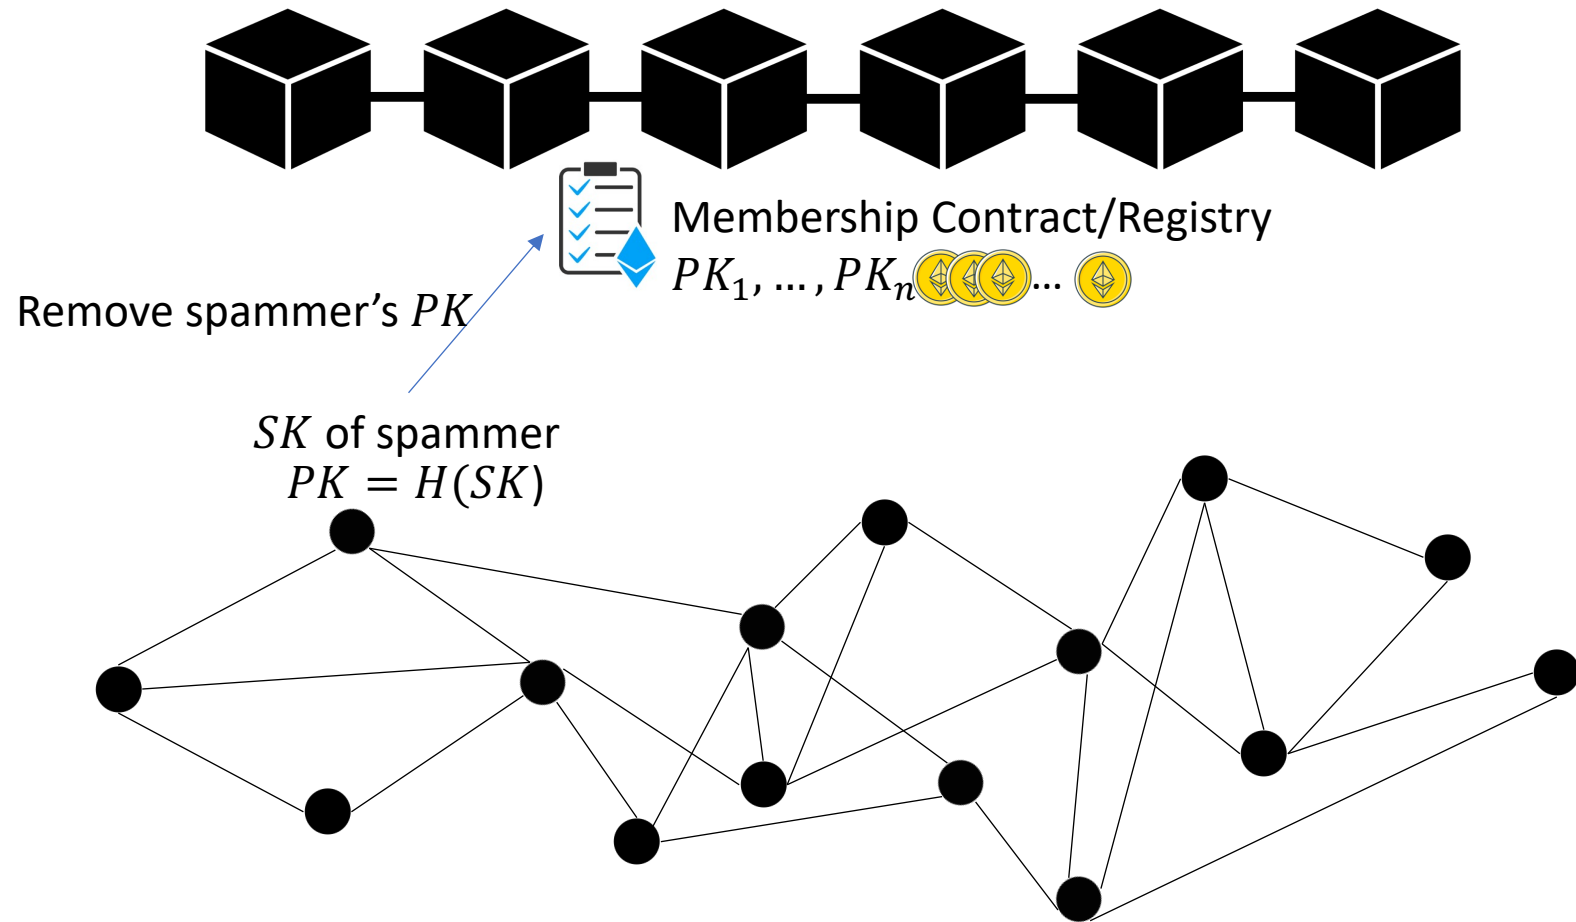 Membership Contract/Registry
PK₁, ... , PKₙ ...
Remove spammer's PK
SK of spammer
PK = H(SK)